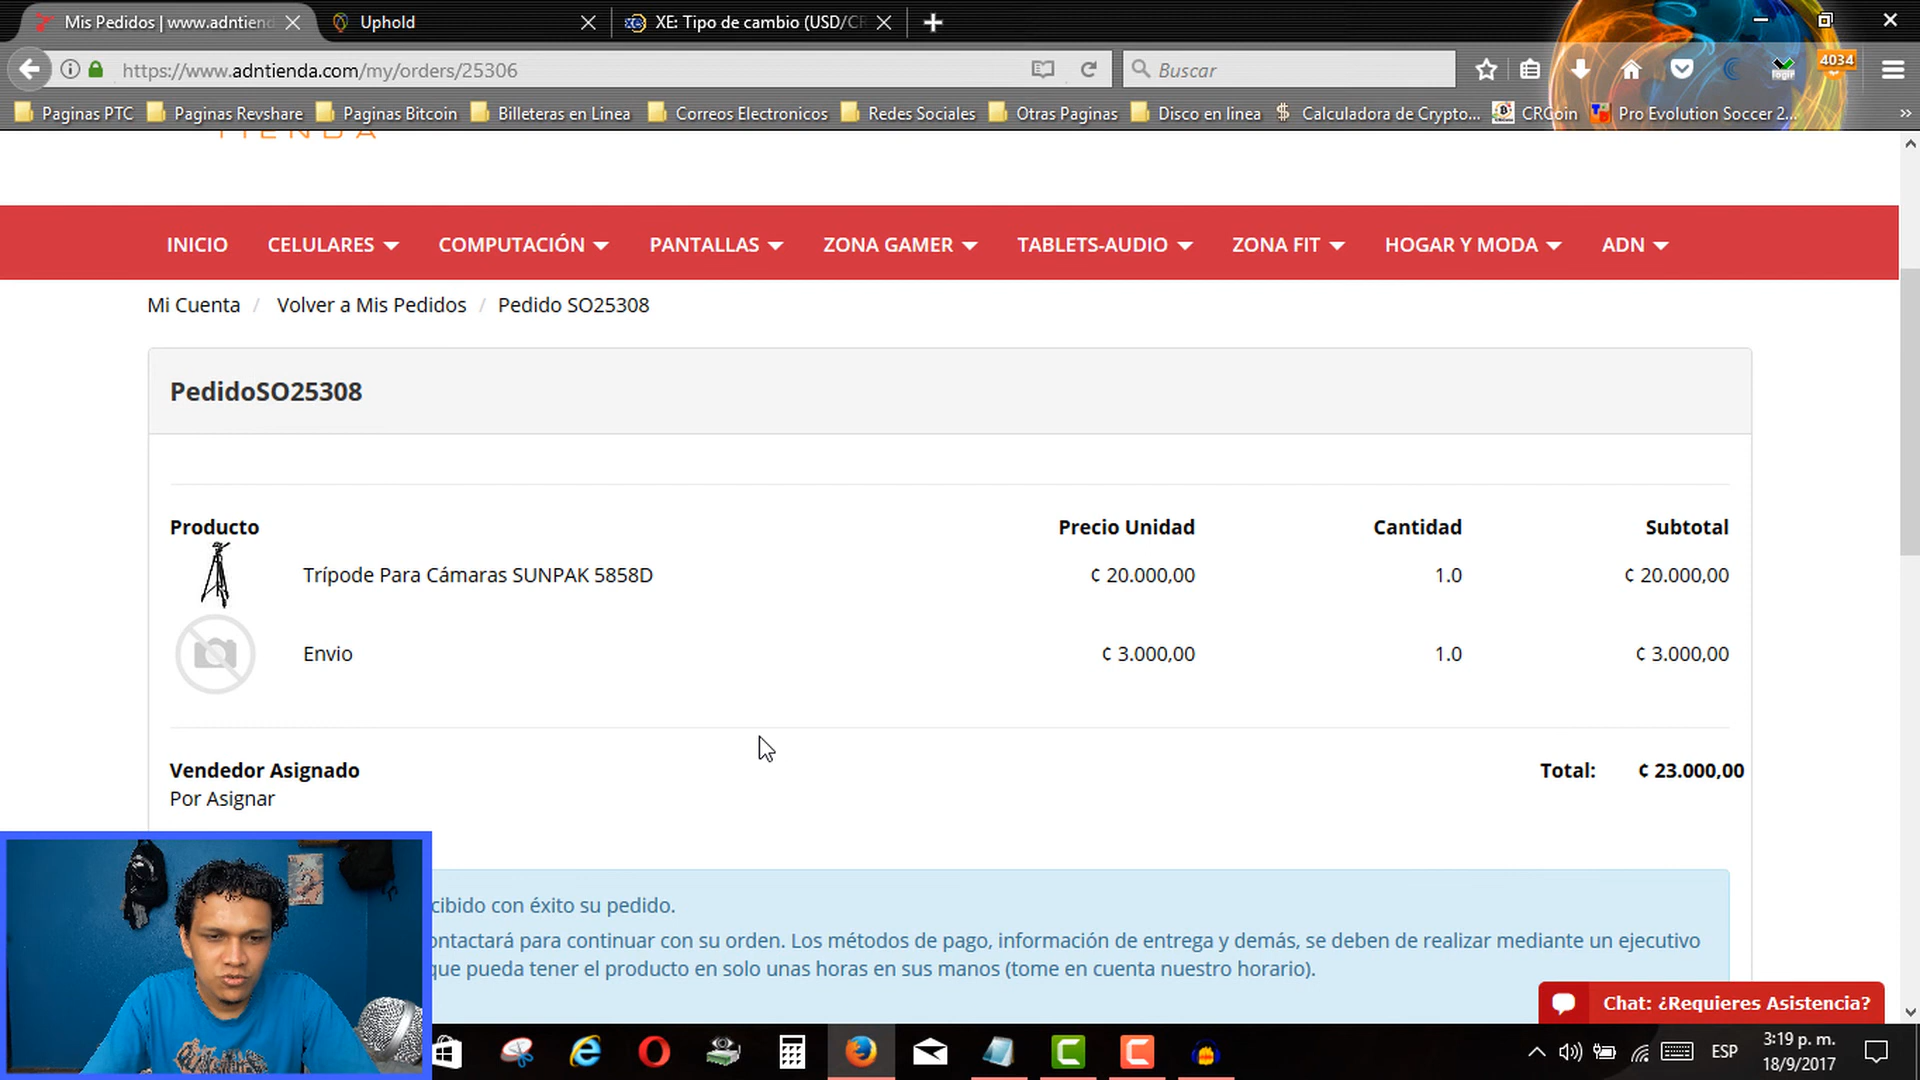 Mis Pedidos | www.adntiend
Uphold
XE: Tipo de cambio (USD/CR
https://www.adntienda.com/my/orders/25306
Buscar
4034
Paginas PTC
Paginas Revshare
Paginas Bitcoin
Billeteras en Linea
Correos Electronicos
Redes Sociales
Otras Paginas
Disco en linea
Calculadora de Crypto...
CRCoin
Pro Evolution Soccer 2...
TIENDA
INICIO
CELULARES
COMPUTACIÓN
PANTALLAS
ZONA GAMER
TABLETS-AUDIO
ZONA FIT
HOGAR Y MODA
ADN
Mi Cuenta / Volver a Mis Pedidos / Pedido SO25308
PedidoSO25308
Producto Precio Unidad Cantidad Subtotal
Trípode Para Cámaras SUNPAK 5858D ¢ 20.000,00 1.0 ¢ 20.000,00
Envio ¢ 3.000,00 1.0 ¢ 3.000,00
Vendedor Asignado Total: ¢ 23.000,00
Por Asignar
cibido con éxito su pedido.
ontactará para continuar con su orden. Los métodos de pago, información de entrega y demás, se deben de realizar mediante un ejecutivo
que pueda tener el producto en solo unas horas en sus manos (tome en cuenta nuestro horario).
Chat: ¿Requieres Asistencia?
ESP
3:19 p. m.
18/9/2017